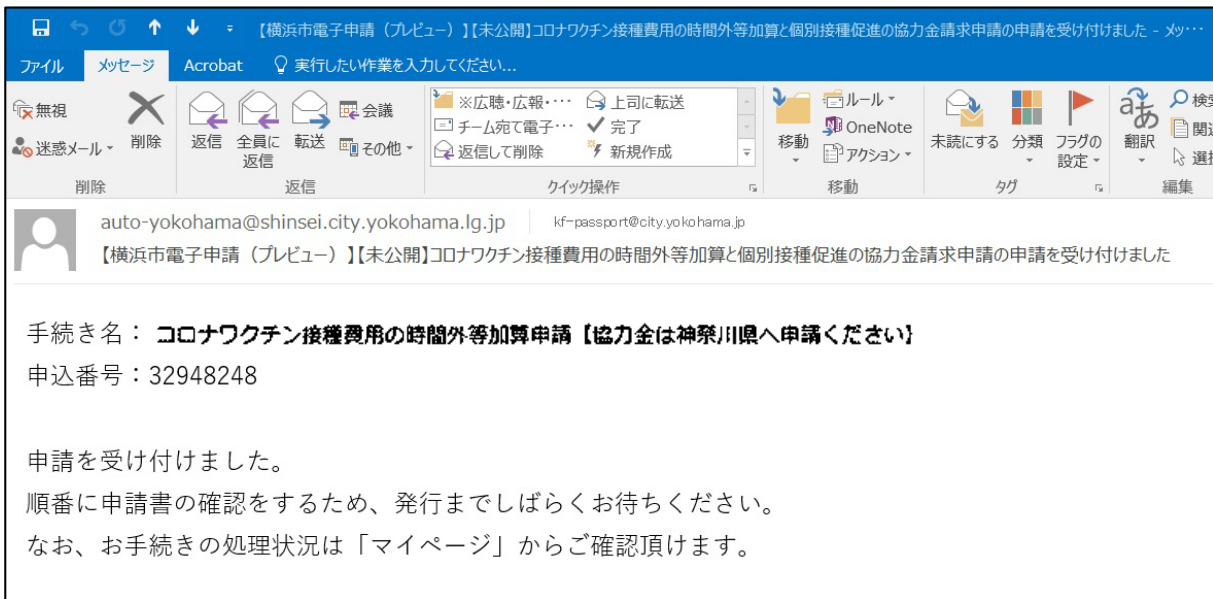 【横浜市電子申請（プレビュー）】【未公開】コロナワクチン接種費用の時間外等加算と個別接種促進の協力金請求申請の申請を受け付けました - メッ…
ファイル メッセージ Acrobat 実行したい作業を入力してください...
無視
迷惑メール
削除
返信
全員に
返信
転送
会議
その他
※広聴・広報・… 上司に転送
チーム宛て電子… 完了
返信して削除 新規作成
移動
ルール
OneNote
アクション
未読にする
分類
フラグの
設定
翻訳
削除 返信 クイック操作 移動 タグ 編集
auto-yokohama@shinsei.city.yokohama.lg.jp kf-passport@city.yokohama.jp
【横浜市電子申請（プレビュー）】【未公開】コロナワクチン接種費用の時間外等加算と個別接種促進の協力金請求申請の申請を受け付けました
手続き名： コロナワクチン接種費用の時間外等加算申請【協力金は神奈川県へ申請ください}
申込番号：32948248
申請を受け付けました。
順番に申請書の確認をするため、発行までしばらくお待ちください。
なお、お手続きの処理状況は「マイページ」からご確認頂けます。